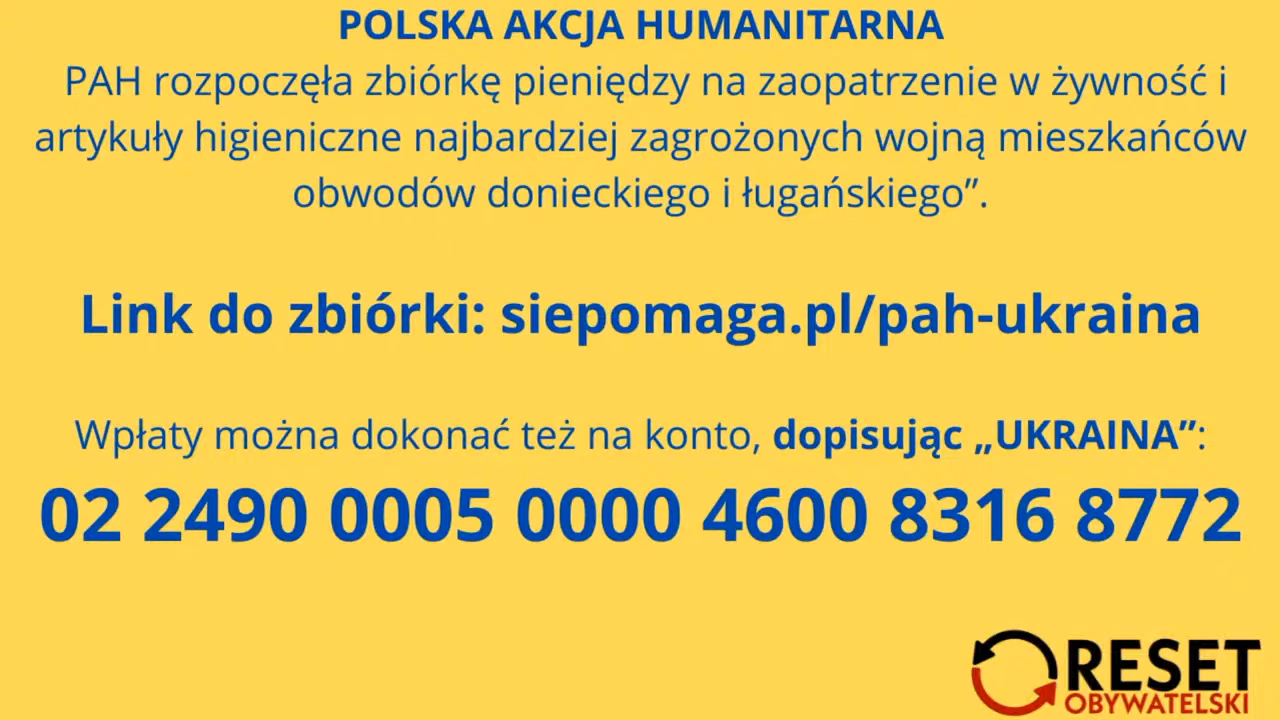 POLSKA AKCJA HUMANITARNA
PAH rozpoczęła zbiórkę pieniędzy na zaopatrzenie w żywność i
artykuły higieniczne najbardziej zagrożonych wojną mieszkańców
obwodów donieckiego i ługańskiego”.
Link do zbiórki: siepomaga.pl/pah-ukraina
Wpłaty można dokonać też na konto, dopisując „UKRAINA”:
02 2490 0005 0000 4600 8316 8772
RESET
OBYWATELSKI